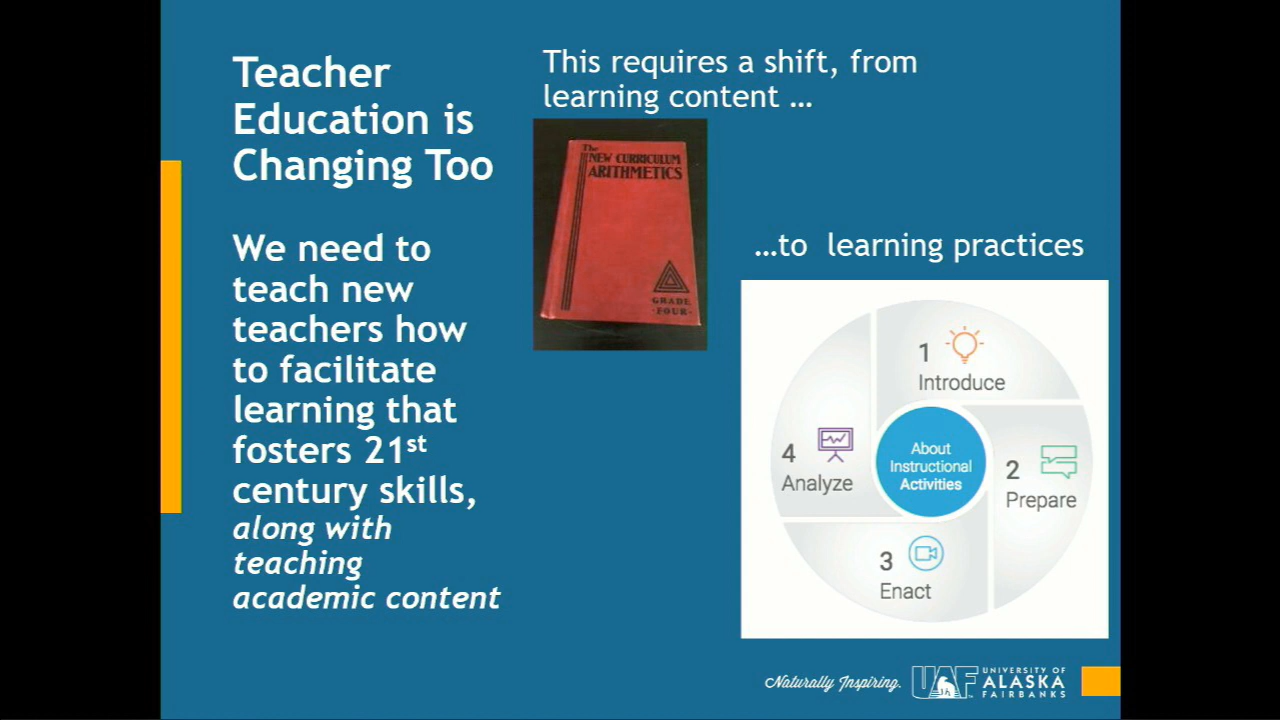 Teacher
Education is
Changing Too
We need to
teach new
teachers how
to facilitate
learning that
fosters 21st
century skills,
along with
teaching
academic content
This requires a shift, from
learning content …
The
NEW CURRICULUM
ARITHMETICS
GRADE
·FOUR·
…to learning practices
1
Introduce
2
Prepare
3
Enact
4
Analyze
About
Instructional
Activities
Naturally Inspiring.
UAF
UNIVERSITY OF
ALASKA
FAIRBANKS